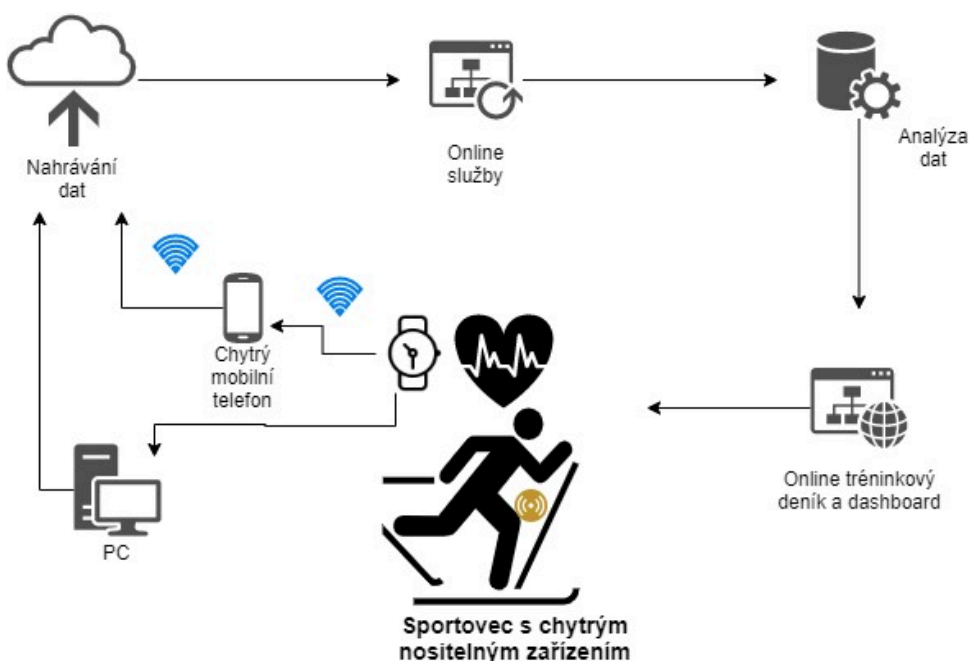 Nahrávání
dat
Online
služby
Analýza
dat
Chytrý
mobilní
telefon
Online tréninkový
deník a dashboard
PC
Sportovec s chytrým
nositelným zařízením